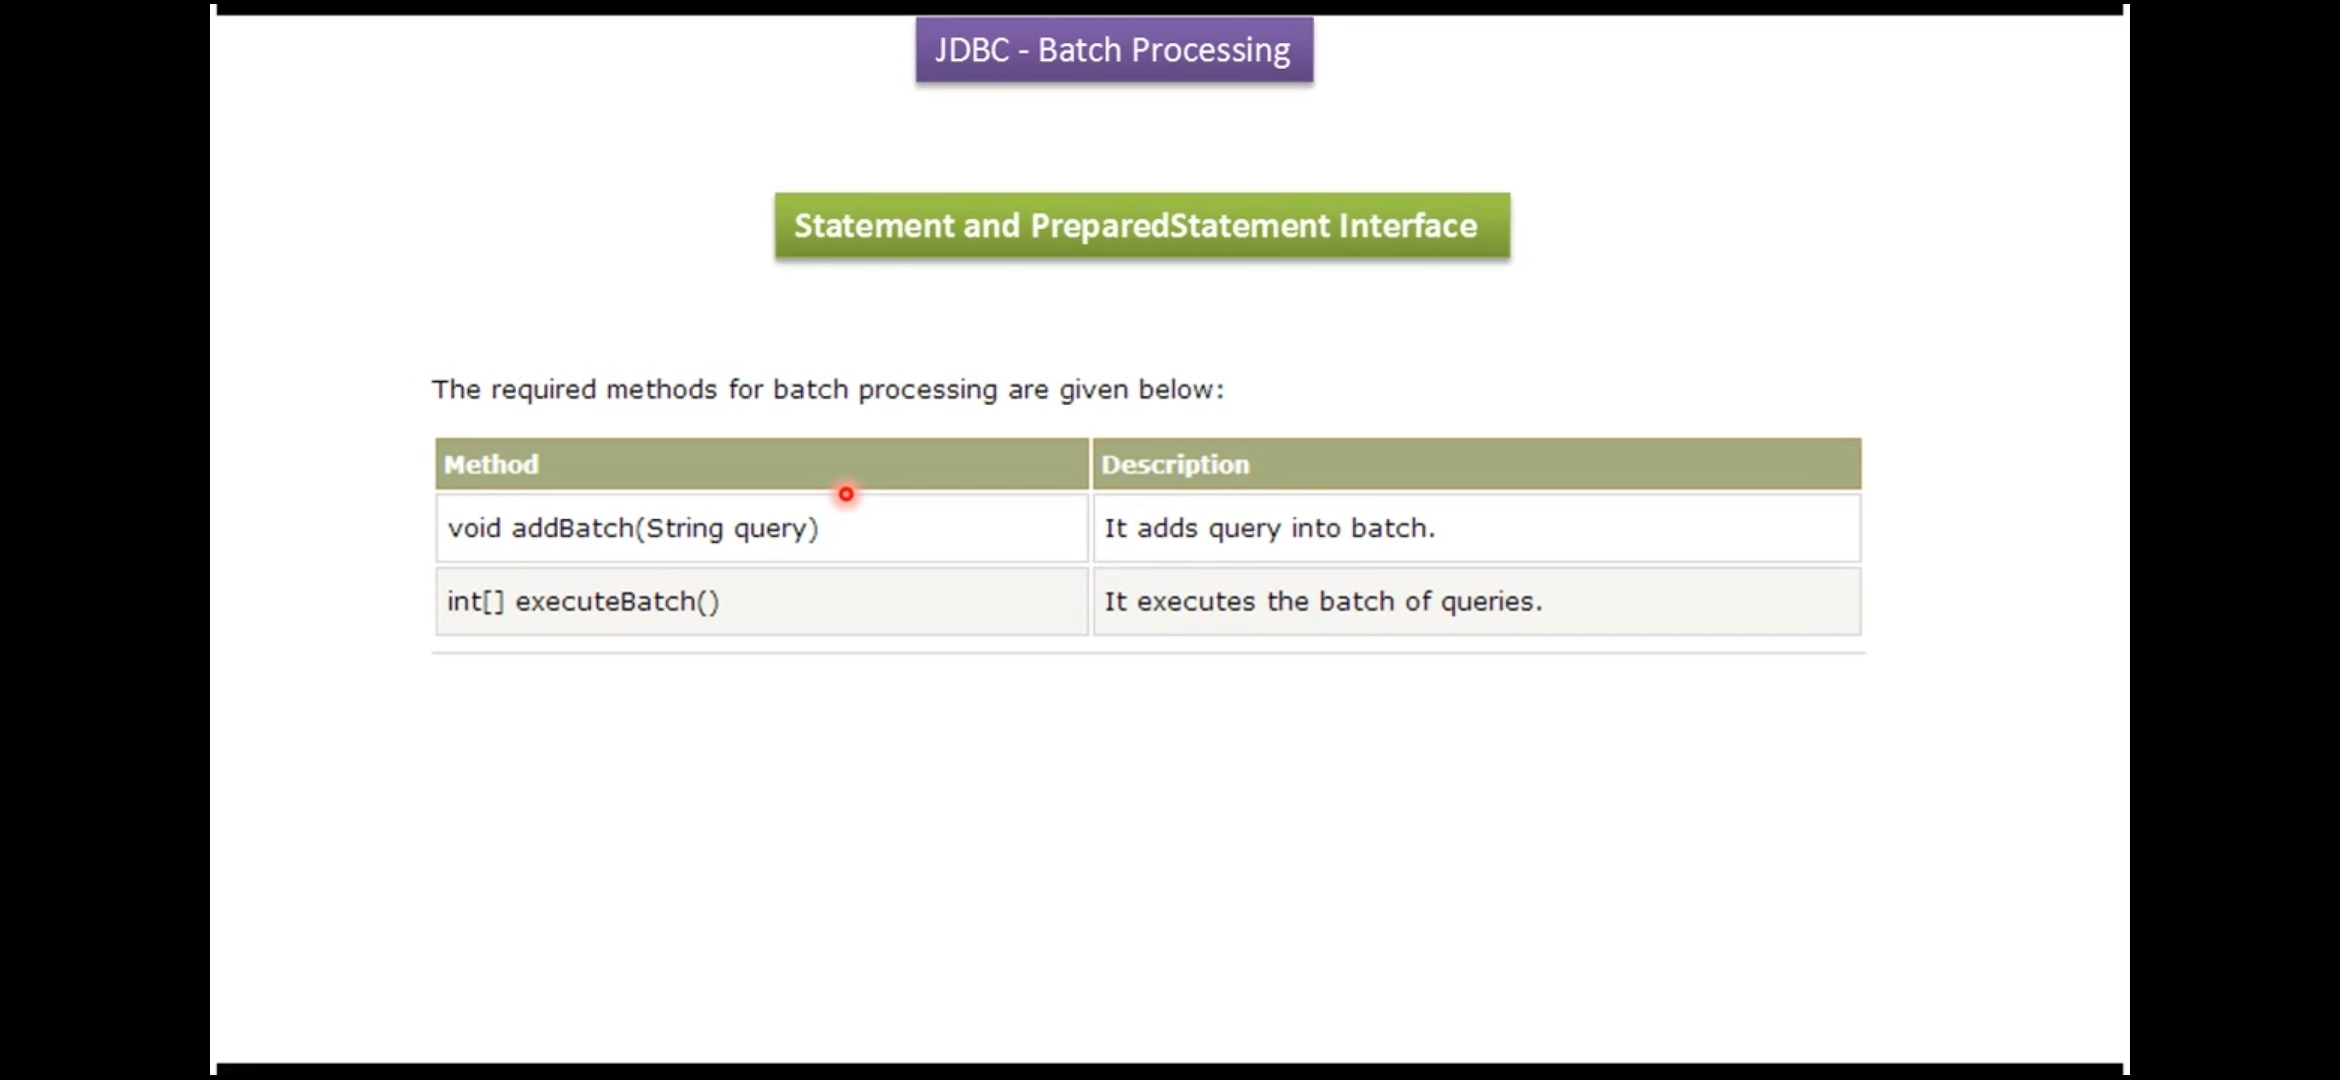 JDBC - Batch Processing
Statement and PreparedStatement Interface
The required methods for batch processing are given below:
Method Description
void addBatch(String query) It adds query into batch.
int[] executeBatch() It executes the batch of queries.